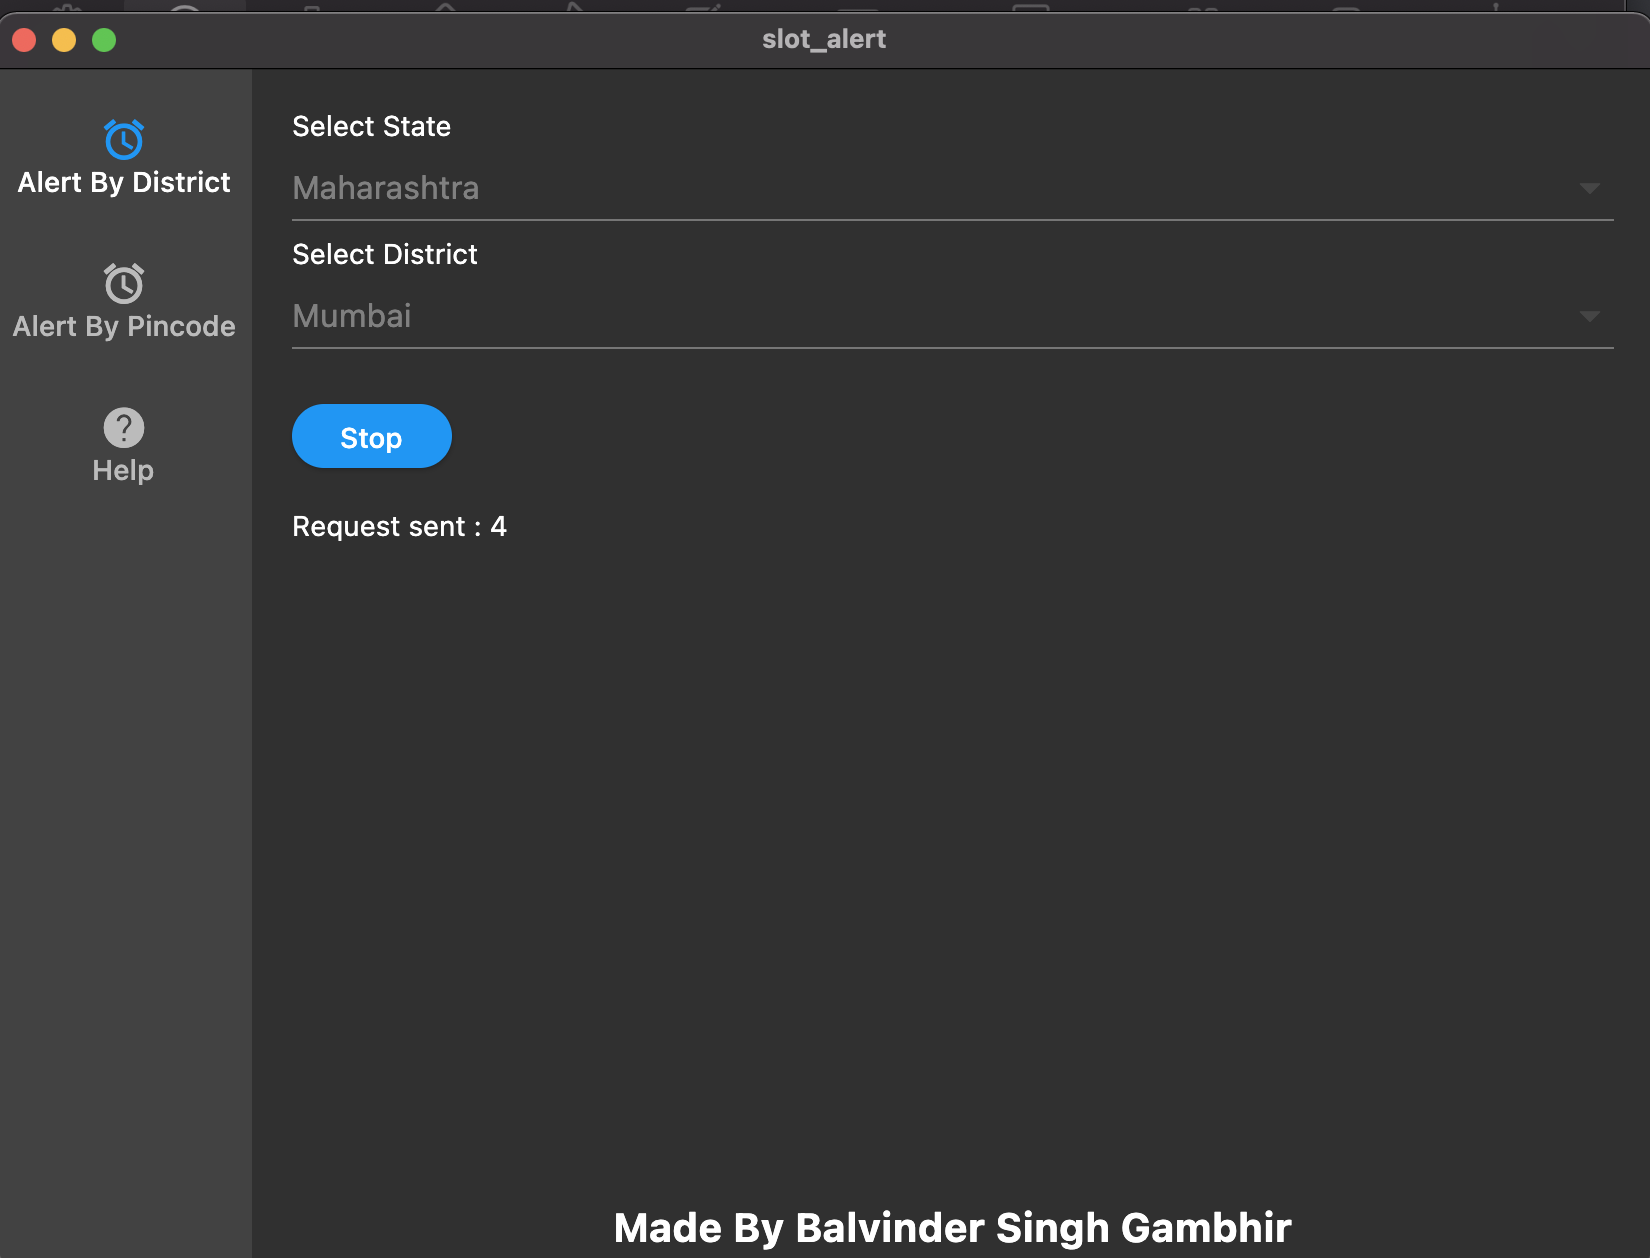 slot_alert
Alert By District
Alert By Pincode
Help
Select State
Maharashtra
Select District
Mumbai
Stop
Request sent : 4
Made By Balvinder Singh Gambhir